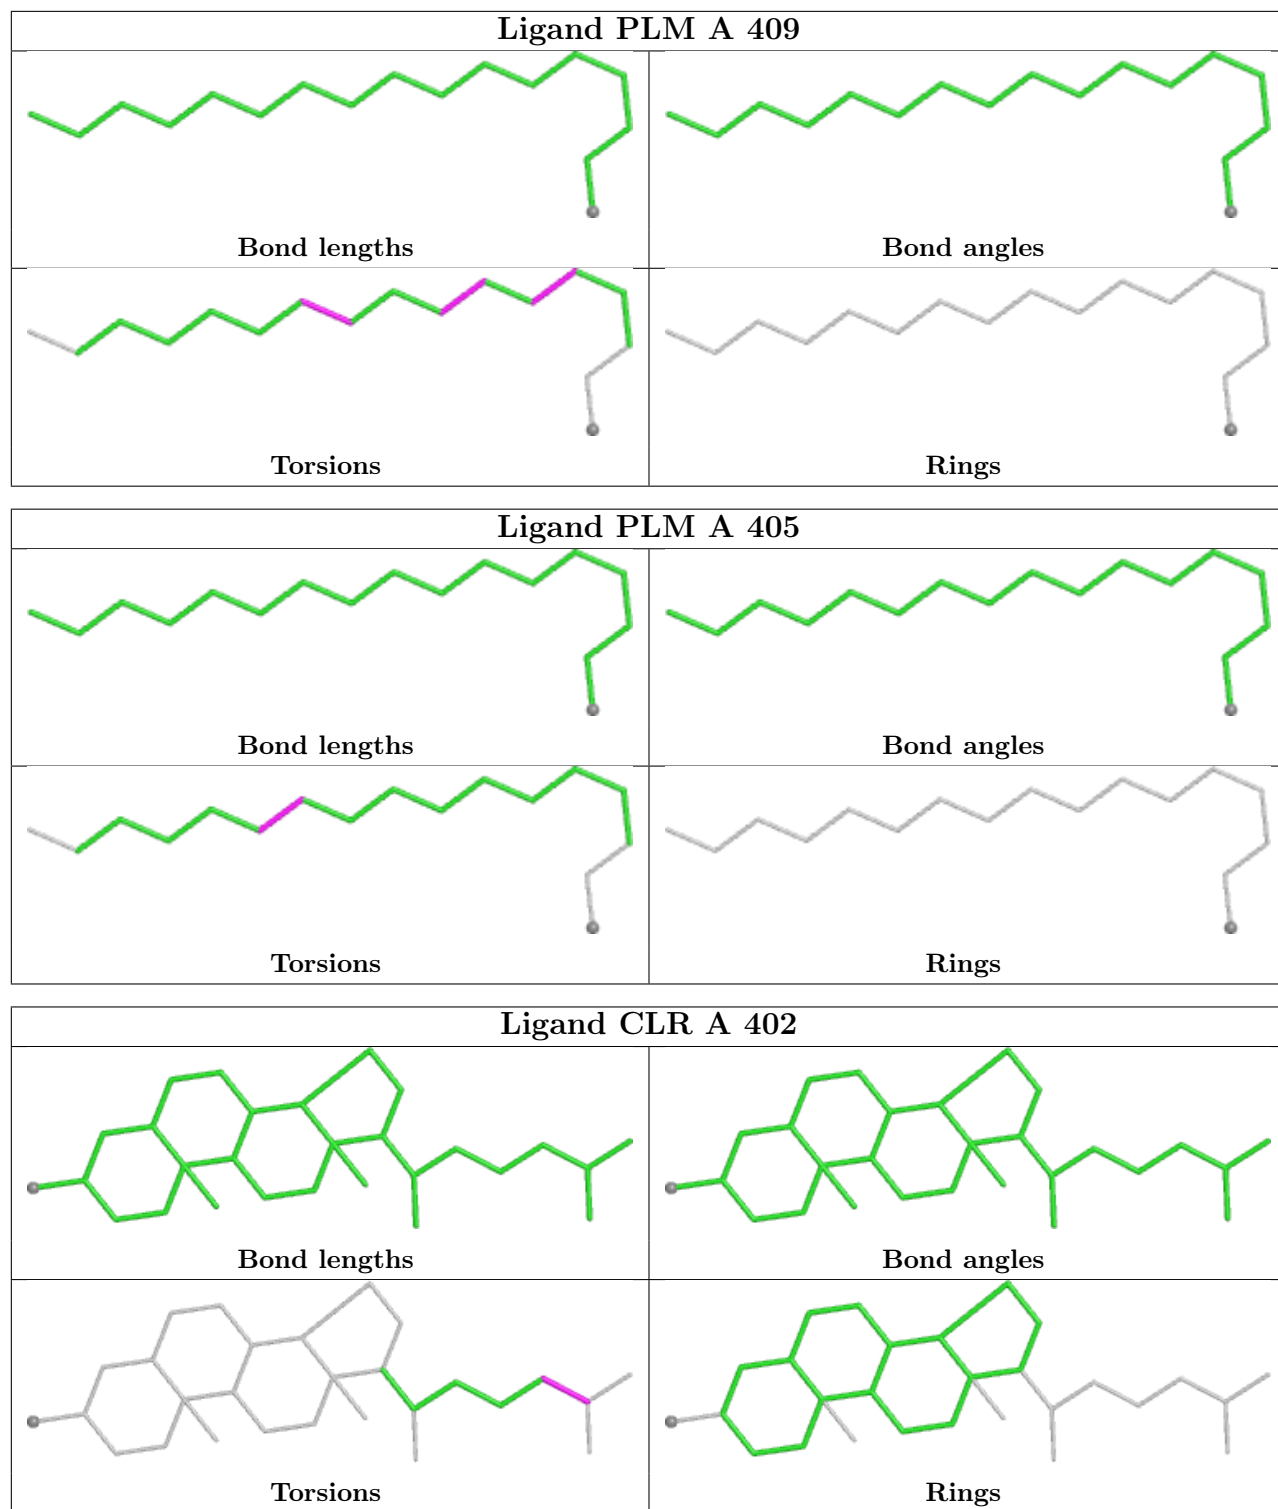 Ligand PLM A 409
Bond lengths
Bond angles
Torsions
Rings
Ligand PLM A 405
Bond lengths
Bond angles
Torsions
Rings
Ligand CLR A 402
Bond lengths
Bond angles
Torsions
Rings